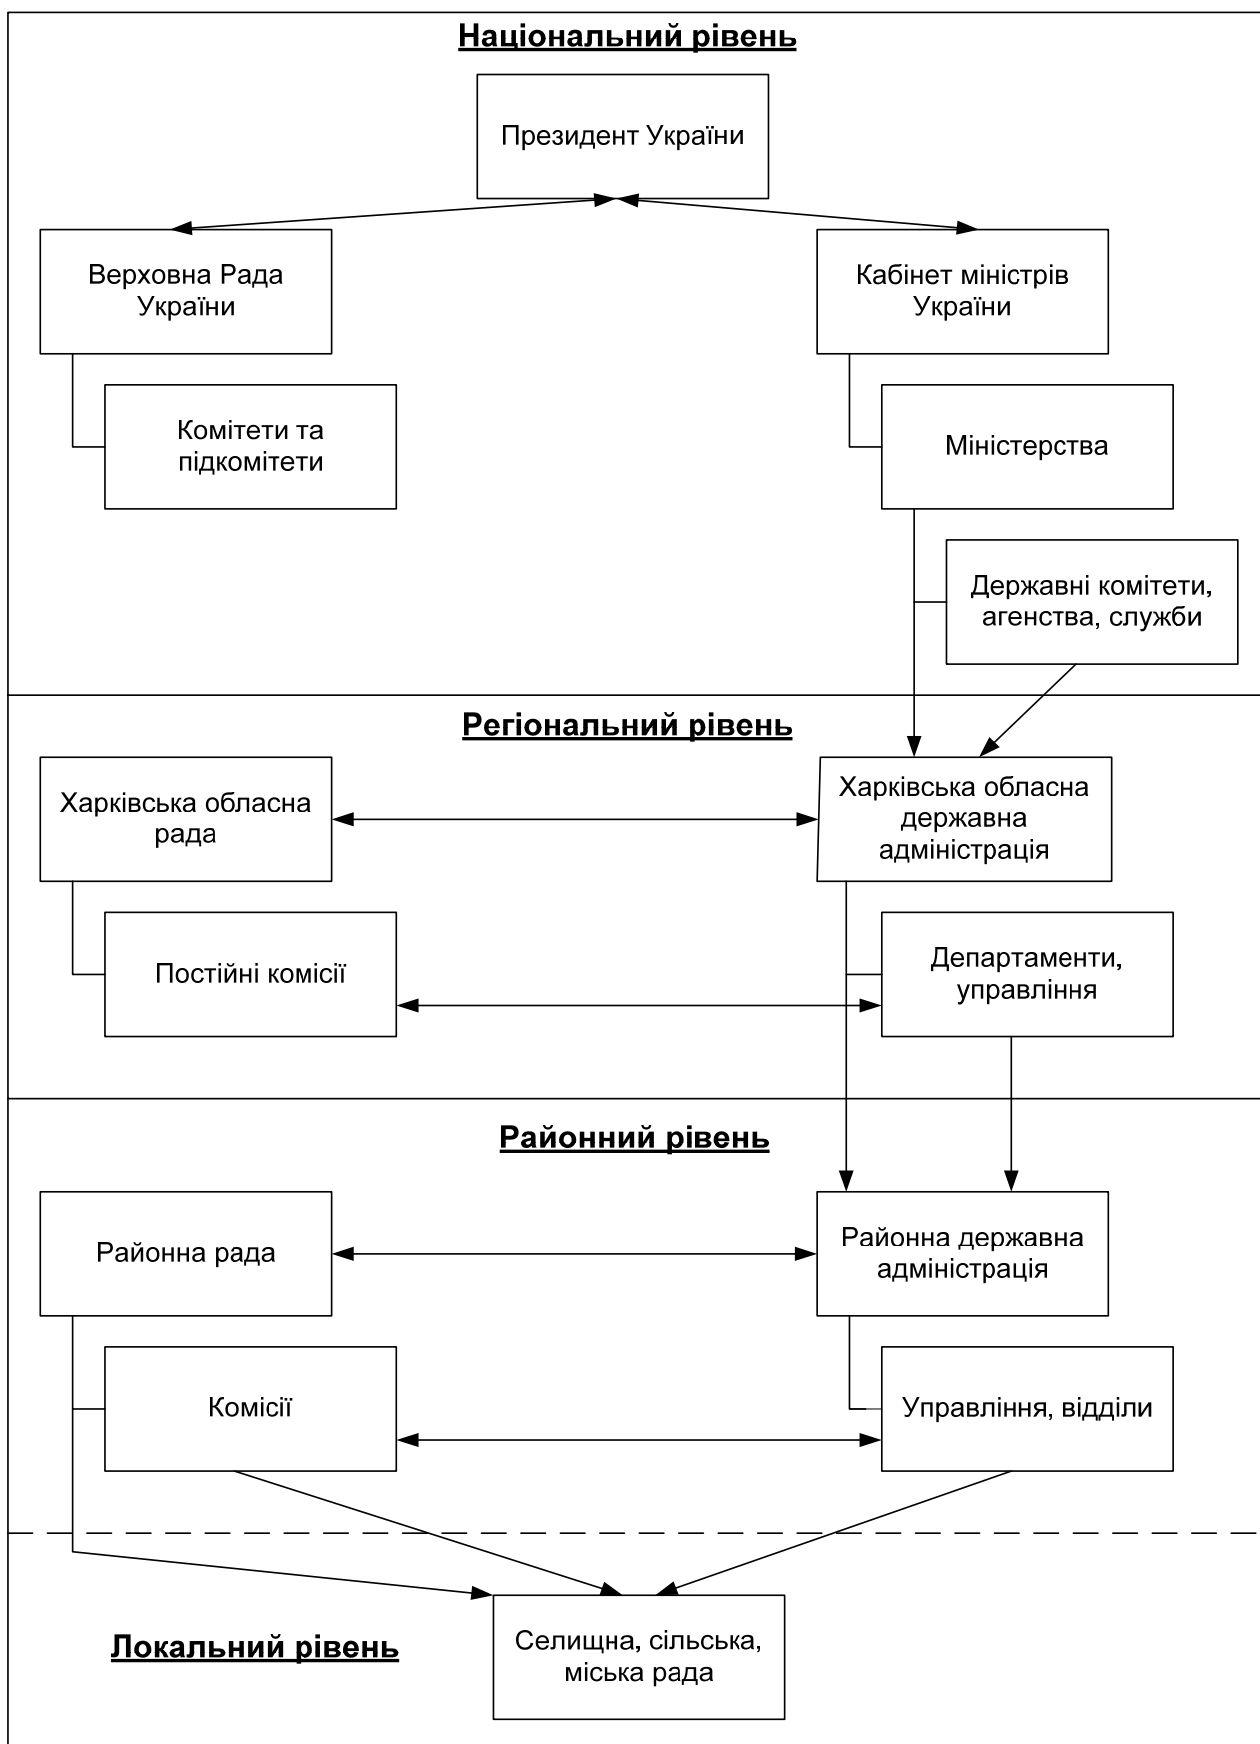 Національний рівень
Президент України
Верховна Рада
України
Кабінет міністрів
України
Комітети та
підкомітети
Міністерства
Державні комітети,
агенства, служби
Регіональний рівень
Харківська обласна
рада
Харківська обласна
державна
адміністрація
Постійні комісії
Департаменти,
управління
Районний рівень
Районна рада
Районна державна
адміністрація
Комісії
Управління, відділи
Локальний рівень
Селищна, сільська,
міська рада